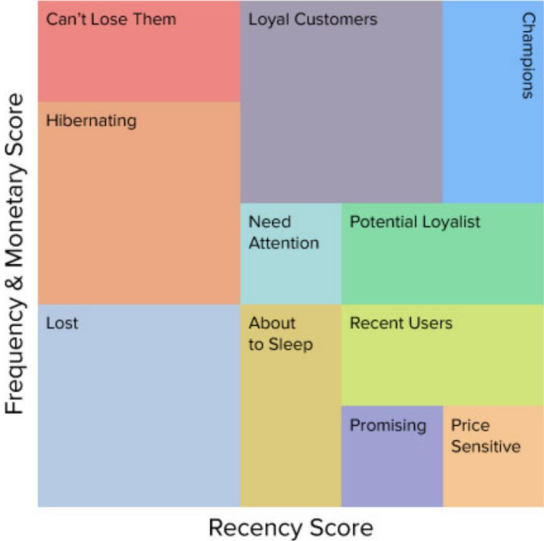 Can't Lose Them
Loyal Customers
Champions
Hibernating
Need
Attention
Potential Loyalist
Lost
About
to Sleep
Recent Users
Promising
Price
Sensitive
Frequency & Monetary Score
Recency Score